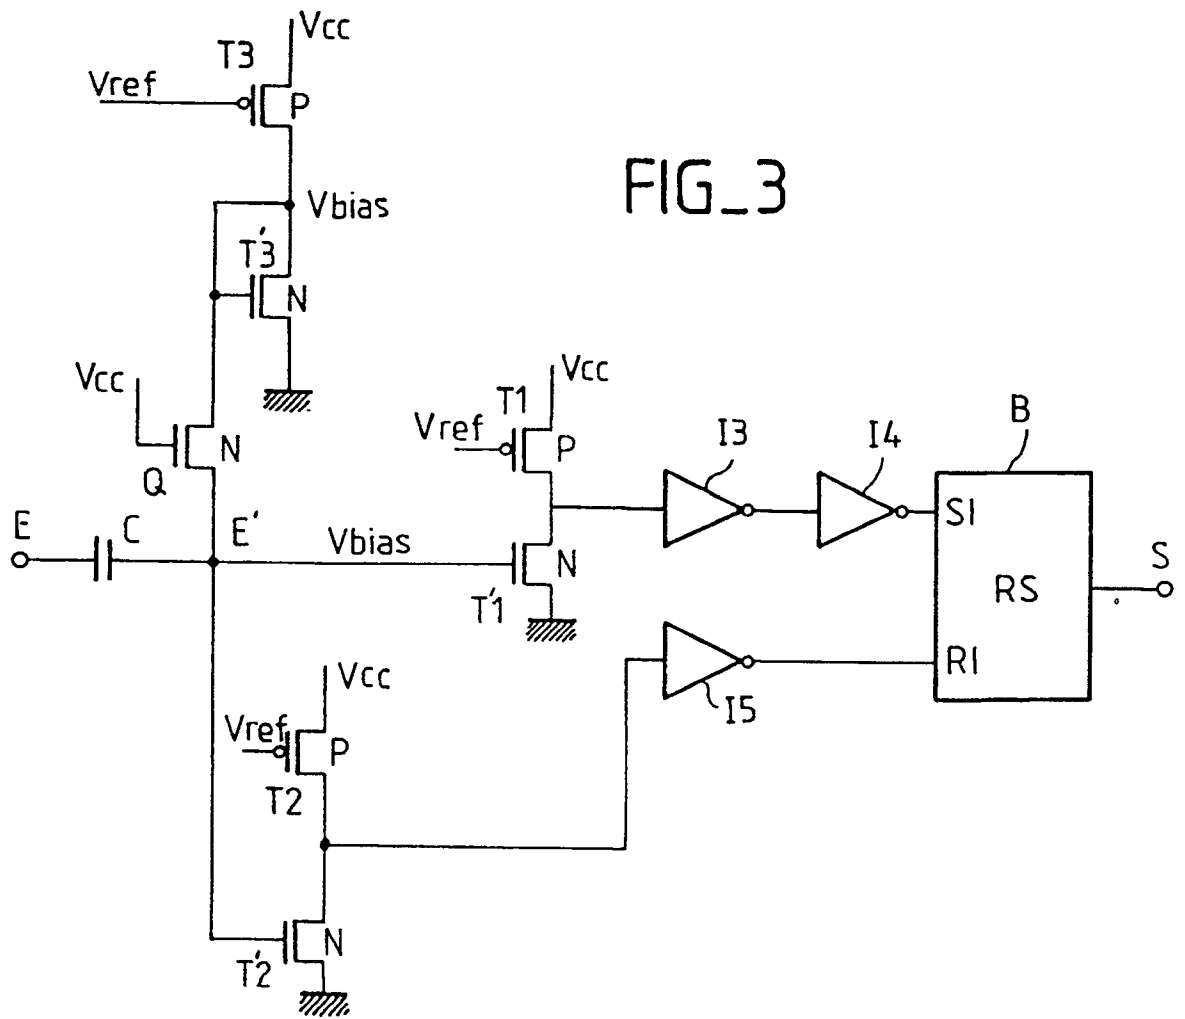 Vcc
T3
Vref
P
FIG_3
Vbias
T'3
N
Vcc
Vcc
T1
B
Vref
I3
I4
N
P
Q
SI
E
C
E'
Vbias
S
N
RS
T'1
RI
Vcc
I5
Vref
P
T2
N
T'2